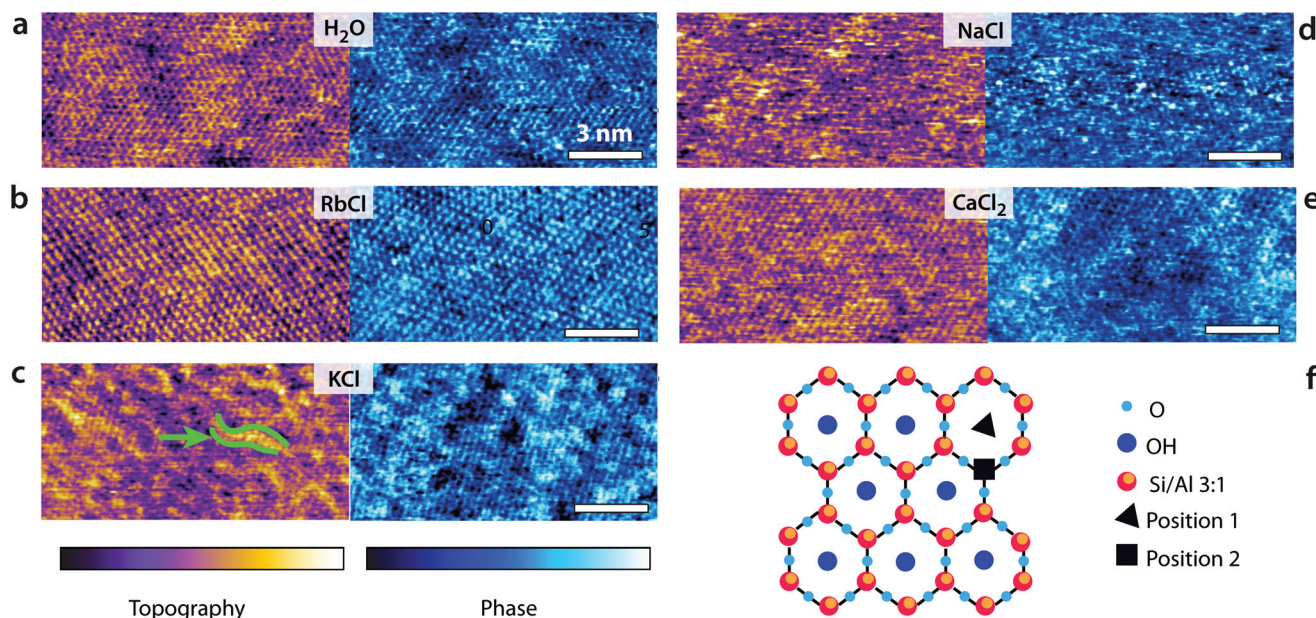 a
H₂O
3 nm
NaCl
d
b
RbCl
0
5
CaCl₂
e
c
KCl
f
O
OH
Si/Al 3:1
Position 1
Position 2
Topography
Phase